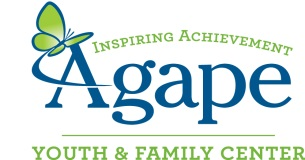 INSPIRING ACHIEVEMENT
Agape
YOUTH & FAMILY CENTER